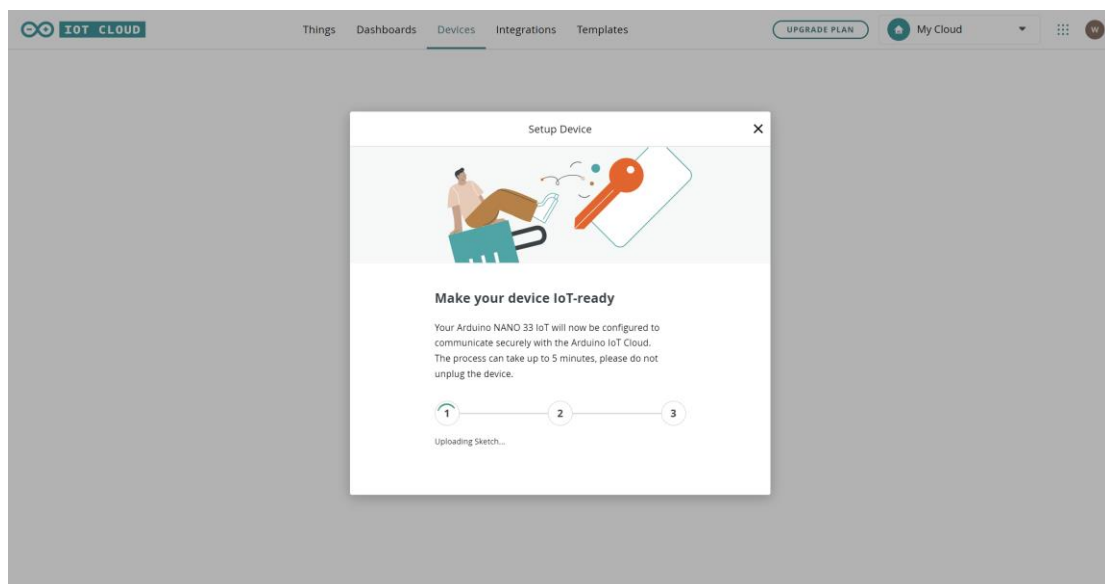 IOT CLOUD
Things Dashboards Devices Integrations Templates
UPGRADE PLAN
My Cloud
W
Setup Device
Make your device IoT-ready
Your Arduino NANO 33 IoT will now be configured to
communicate securely with the Arduino IoT Cloud.
The process can take up to 5 minutes, please do not
unplug the device.
1 2 3
Uploading Sketch...